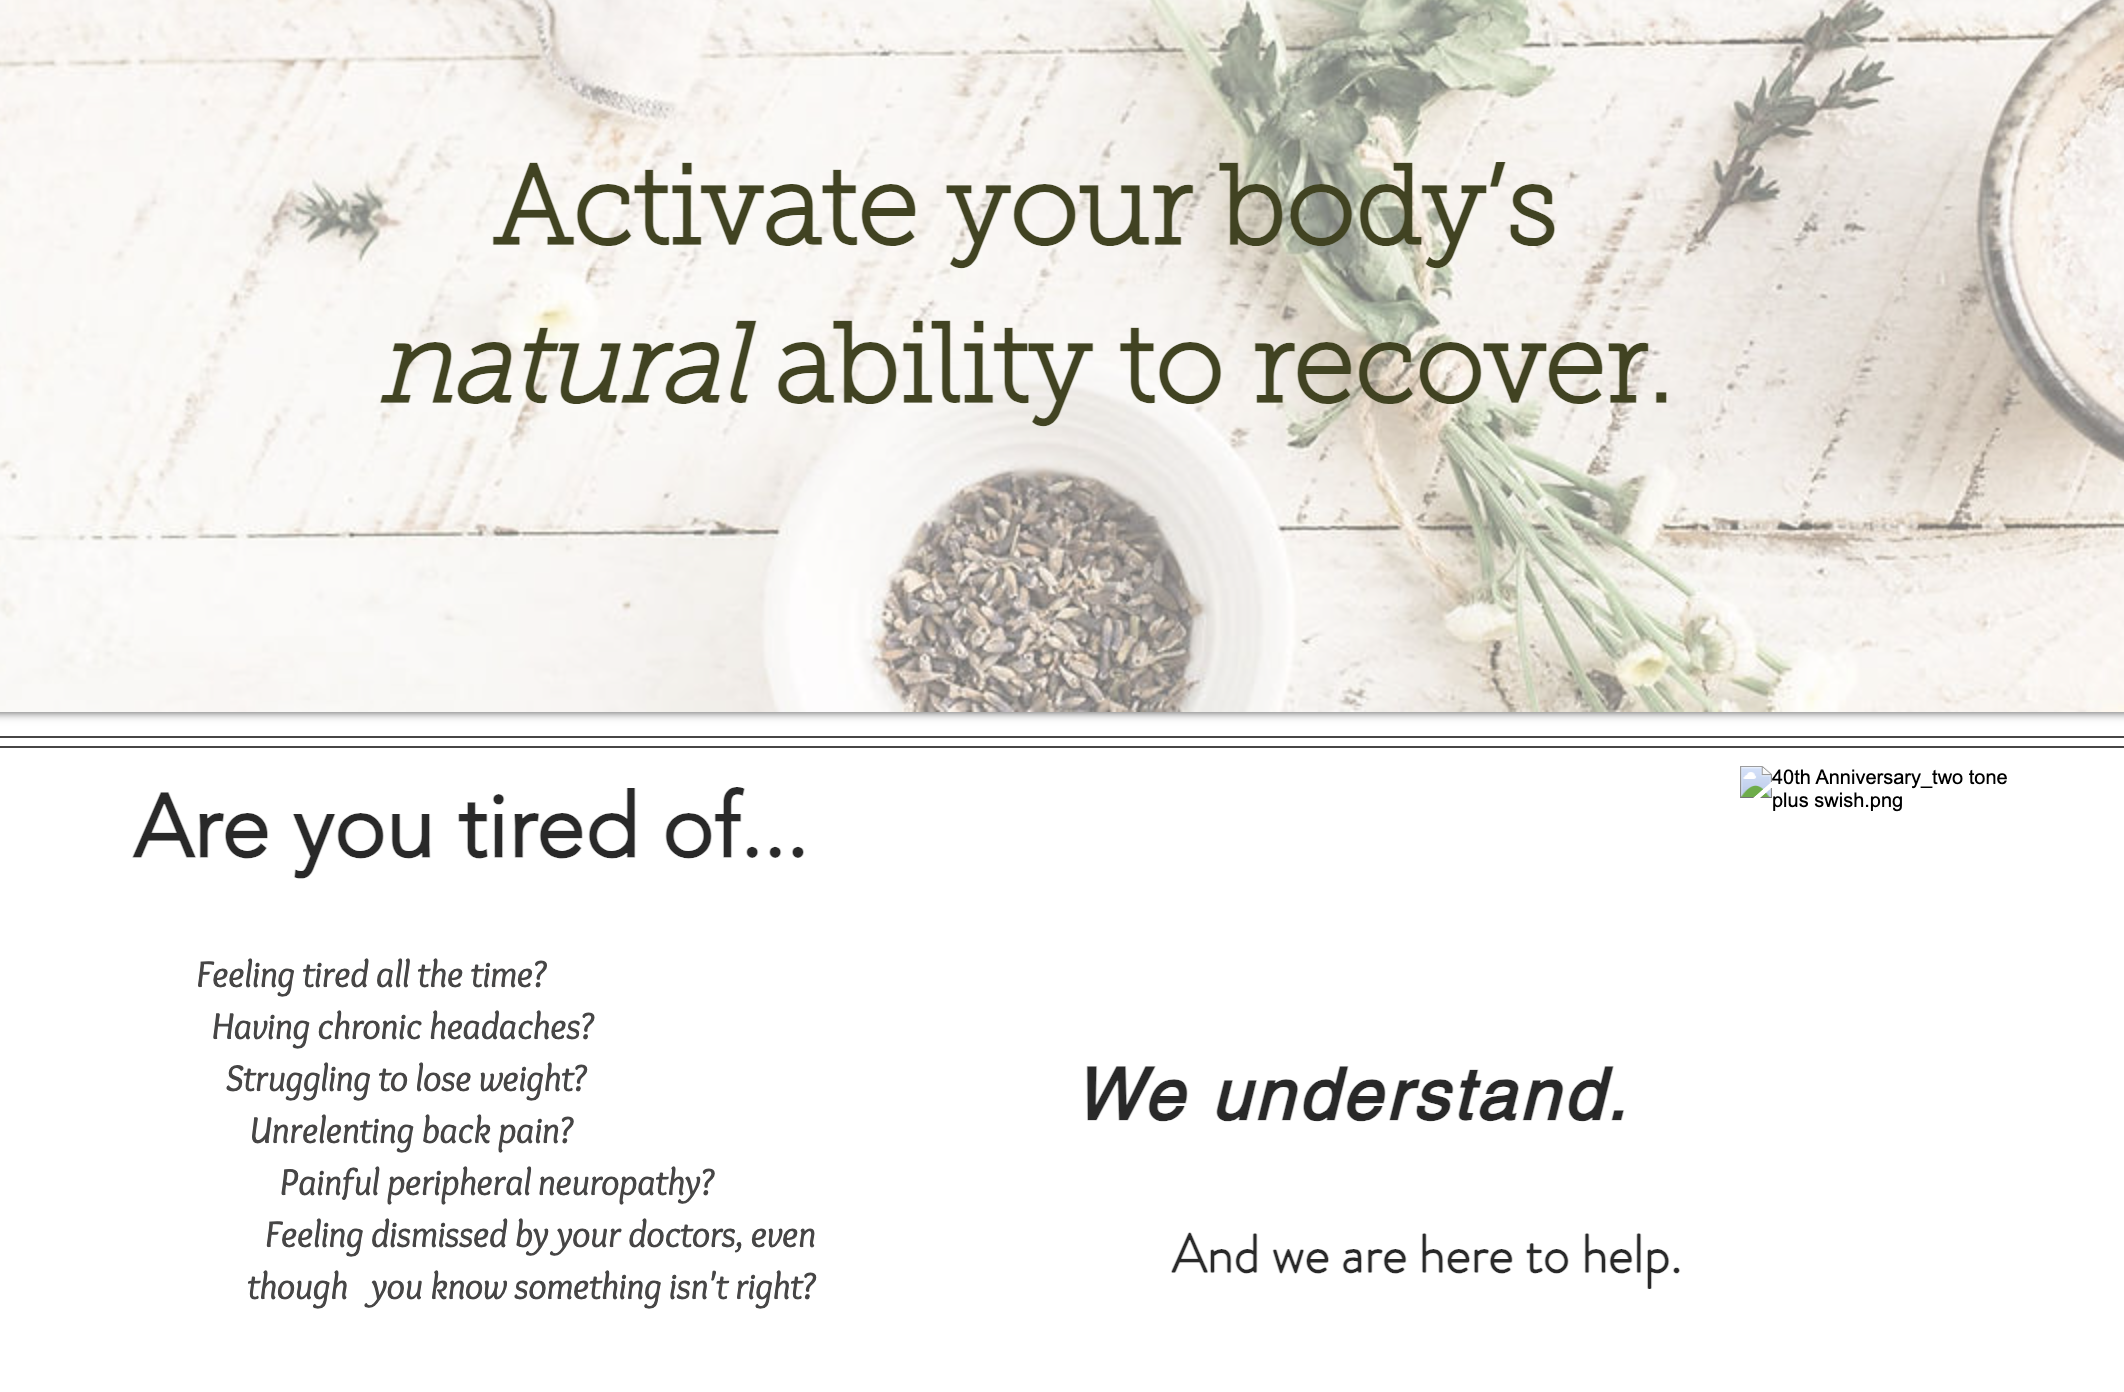 Activate your body’s
natural ability to recover.
40th Anniversary_two tone
plus swish.png
Are you tired of...
Feeling tired all the time?
Having chronic headaches?
Struggling to lose weight?
Unrelenting back pain?
Painful peripheral neuropathy?
Feeling dismissed by your doctors, even
though you know something isn't right?
We understand.
And we are here to help.